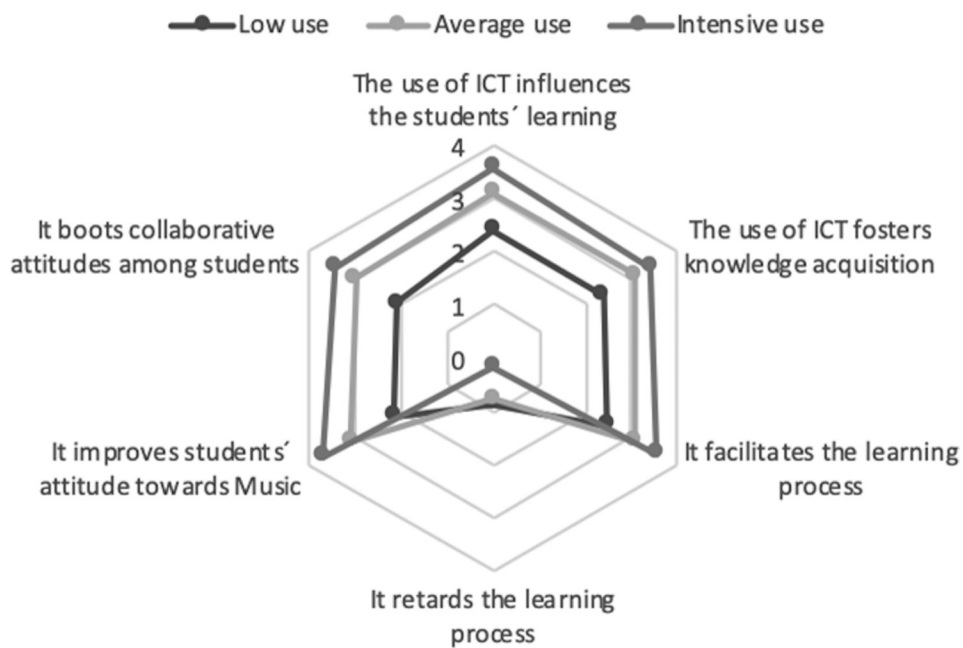 Low use Average use Intensive use
The use of ICT influences
the students´ learning
4
3
2
1
0
It boots collaborative
attitudes among students
The use of ICT fosters
knowledge acquisition
It improves students´
attitude towards Music
It facilitates the learning
process
It retards the learning
process